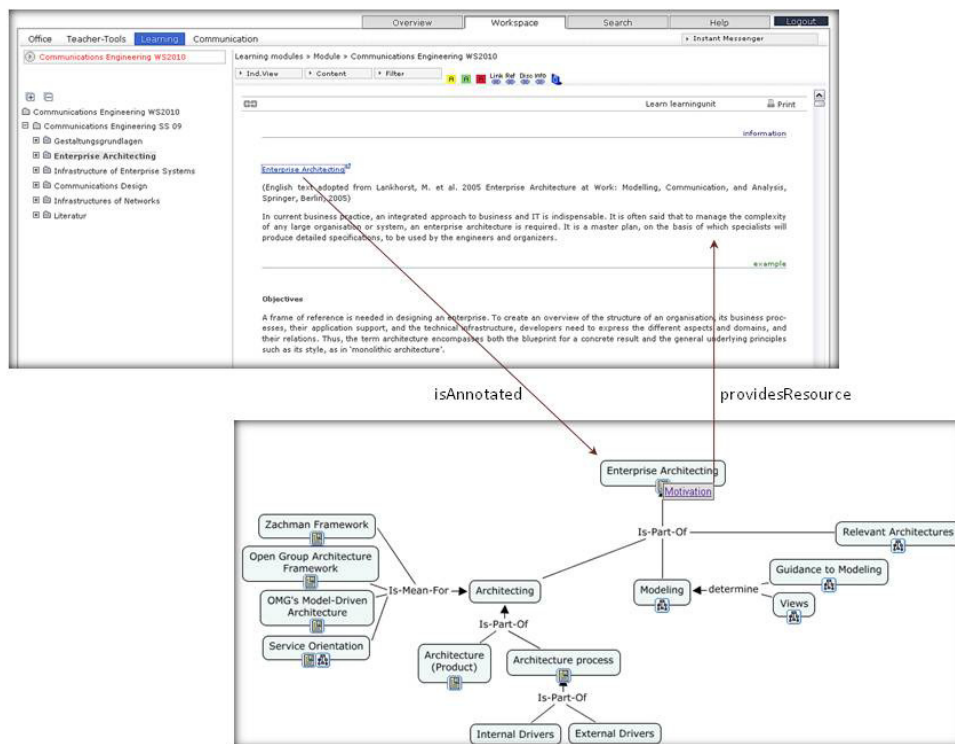 Overview Workspace Search Help Logout
Office Teacher-Tools Learning Communication › Instant Messenger
Communications Engineering WS2010
Learning modules » Module » Communications Engineering WS2010
› Ind.View › Content › Filter A A A Link Ref Disc Info
Learn learningunit Print
Communications Engineering WS2010
Communications Engineering SS 09
Gestaltungsgrundlagen
Enterprise Architecting
Infrastructure of Enterprise Systems
Communications Design
Infrastructures of Networks
Literatur
information
Enterprise Architecting
(English text adopted from Lankhorst, M. et al. 2005 Enterprise Architecture at Work: Modelling, Communication, and Analysis,
Springer, Berlin, 2005)
In current business practice, an integrated approach to business and IT is indispensable. It is often said that to manage the complexity
of any large organisation or system, an enterprise architecture is required. It is a master plan, on the basis of which specialists will
produce detailed specifications, to be used by the engineers and organizers.
example
Objectives
A frame of reference is needed in designing an enterprise. To create an overview of the structure of an organisation, its business proc-
esses, their application support, and the technical infrastructure, developers need to express the different aspects and domains, and
their relations. Thus, the term architecture encompasses both the blueprint for a concrete result and the general underlying principles
such as its style, as in 'monolithic architecture'.
isAnnotated
providesResource
Enterprise Architecting
Motivation
Is-Part-Of
Relevant Architectures
Zachman Framework
Open Group Architecture
Framework
OMG's Model-Driven
Architecture
Service Orientation
Is-Mean-For
Architecting
Modeling
determine
Guidance to Modeling
Views
Is-Part-Of
Architecture
(Product)
Architecture process
Is-Part-Of
Internal Drivers
External Drivers